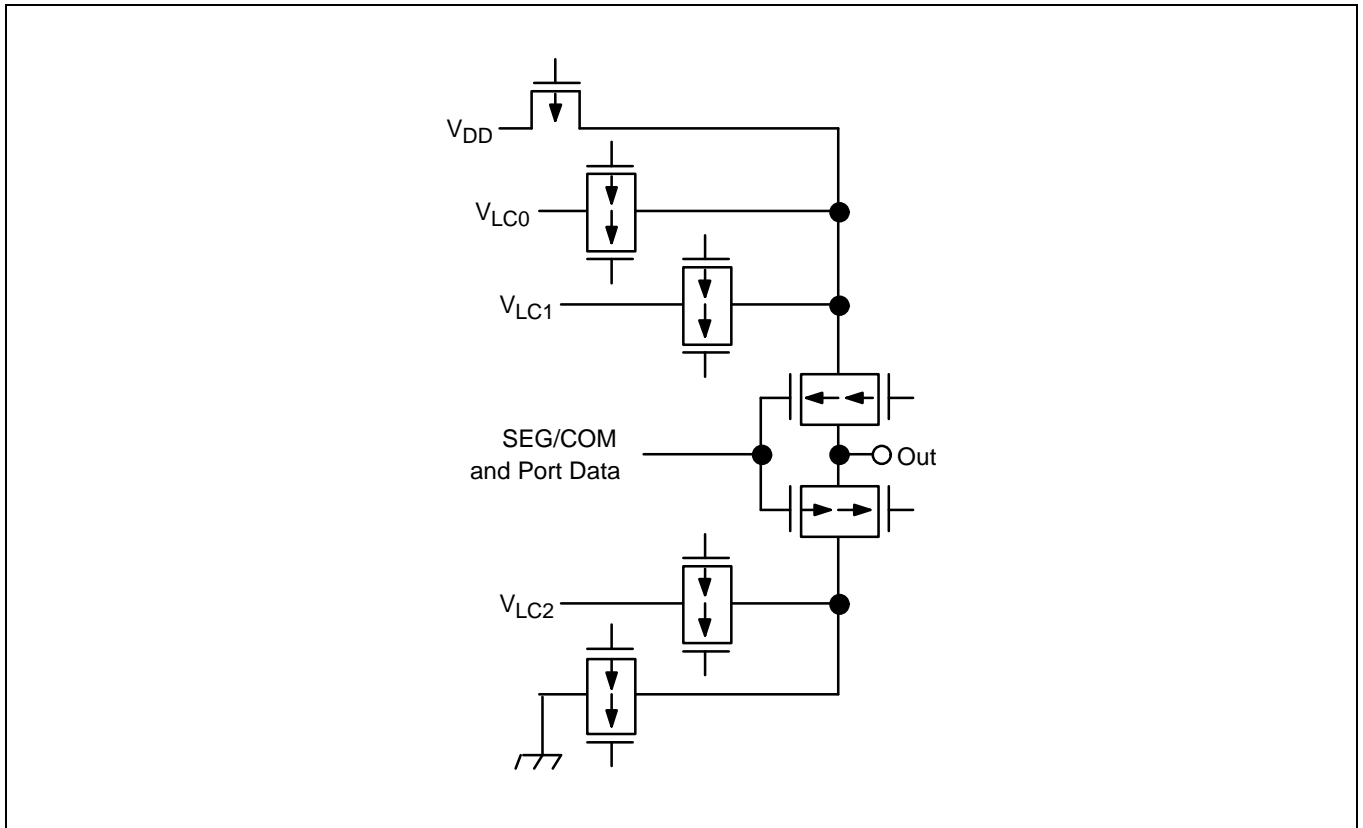 VDD
VLC0
VLC1
SEG/COM
and Port Data
Out
VLC2